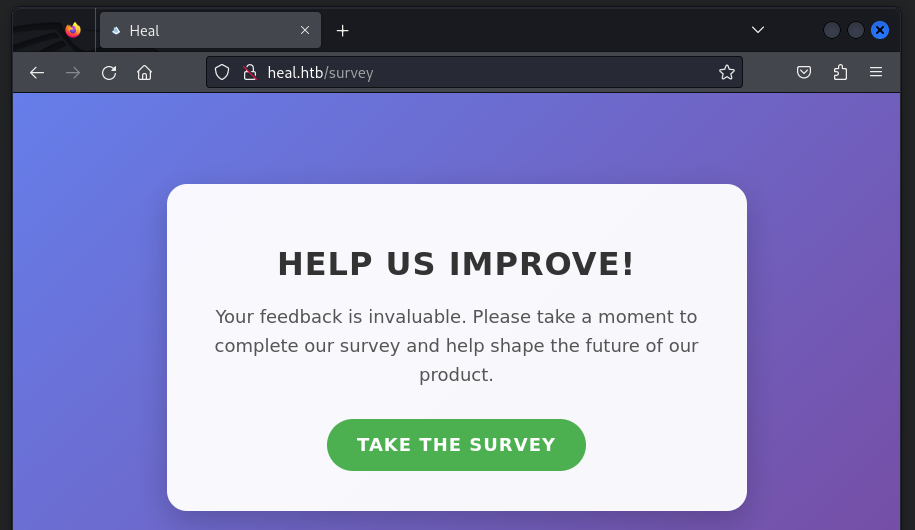 Heal
heal.htb/survey
HELP US IMPROVE!
Your feedback is invaluable. Please take a moment to
complete our survey and help shape the future of our
product.
TAKE THE SURVEY